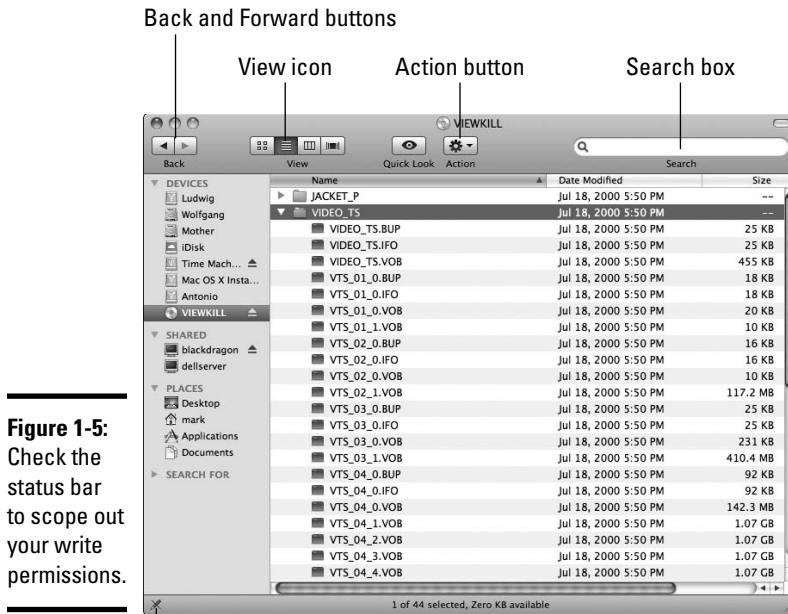 Back and Forward buttons
View icon
Action button
Search box
VIEWKILL
Back
View
Quick Look
Action
Search
Name
Date Modified
Size
DEVICES
Ludwig
Wolfgang
Mother
iDisk
Time Mach...
Mac OS X Insta...
Antonio
VIEWKILL
SHARED
blackdragon
dellserver
PLACES
Desktop
mark
Applications
Documents
SEARCH FOR
JACKET_P Jul 18, 2000 5:50 PM --
VIDEO_TS Jul 18, 2000 5:50 PM --
VIDEO_TS.BUP Jul 18, 2000 5:50 PM 25 KB
VIDEO_TS.IFO Jul 18, 2000 5:50 PM 25 KB
VIDEO_TS.VOB Jul 18, 2000 5:50 PM 455 KB
VTS_01_0.BUP Jul 18, 2000 5:50 PM 18 KB
VTS_01_0.IFO Jul 18, 2000 5:50 PM 18 KB
VTS_01_0.VOB Jul 18, 2000 5:50 PM 20 KB
VTS_01_1.VOB Jul 18, 2000 5:50 PM 10 KB
VTS_02_0.BUP Jul 18, 2000 5:50 PM 16 KB
VTS_02_0.IFO Jul 18, 2000 5:50 PM 16 KB
VTS_02_0.VOB Jul 18, 2000 5:50 PM 10 KB
VTS_02_1.VOB Jul 18, 2000 5:50 PM 117.2 MB
VTS_03_0.BUP Jul 18, 2000 5:50 PM 25 KB
VTS_03_0.IFO Jul 18, 2000 5:50 PM 25 KB
VTS_03_0.VOB Jul 18, 2000 5:50 PM 231 KB
VTS_03_1.VOB Jul 18, 2000 5:50 PM 410.4 MB
VTS_04_0.BUP Jul 18, 2000 5:50 PM 92 KB
VTS_04_0.IFO Jul 18, 2000 5:50 PM 92 KB
VTS_04_0.VOB Jul 18, 2000 5:50 PM 142.3 MB
VTS_04_1.VOB Jul 18, 2000 5:50 PM 1.07 GB
VTS_04_2.VOB Jul 18, 2000 5:50 PM 1.07 GB
VTS_04_3.VOB Jul 18, 2000 5:50 PM 1.07 GB
VTS_04_4.VOB Jul 18, 2000 5:50 PM 1.07 GB
1 of 44 selected, Zero KB available
Figure 1-5:
Check the
status bar
to scope out
your write
permissions.